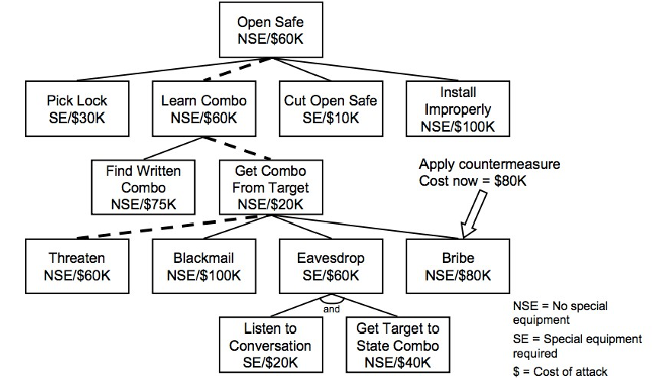 Open Safe
NSE/$60K
Pick Lock
SE/$30K
Learn Combo
NSE/$60K
Cut Open Safe
SE/$10K
Install
Improperly
NSE/$100K
Find Written
Combo
NSE/$75K
Get Combo
From Target
NSE/$20K
Apply countermeasure
Cost now = $80K
Threaten
NSE/$60K
Blackmail
NSE/$100K
Eavesdrop
SE/$60K
Bribe
NSE/$80K
and
Listen to
Conversation
SE/$20K
Get Target to
State Combo
NSE/$40K
NSE = No special
equipment
SE = Special equipment
required
$ = Cost of attack